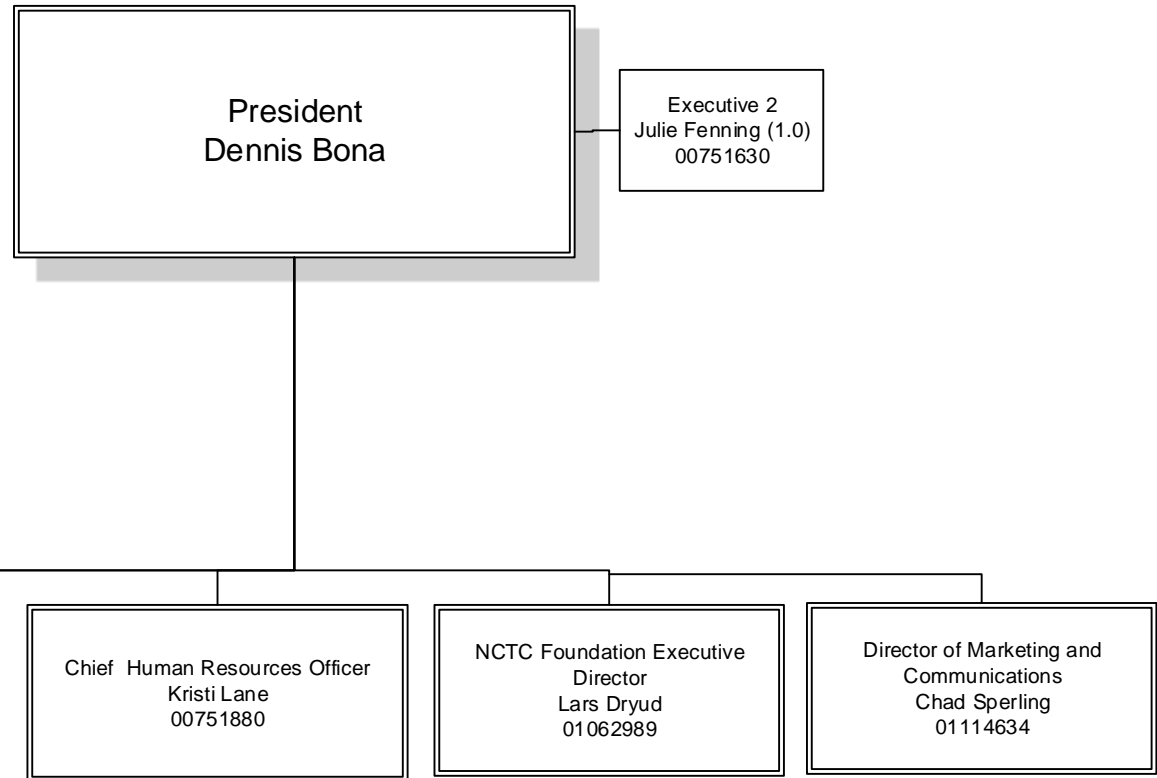 President
Dennis Bona
Executive 2
Julie Fenning (1.0)
00751630
Chief Human Resources Officer
Kristi Lane
00751880
NCTC Foundation Executive
Director
Lars Dryud
01062989
Director of Marketing and
Communications
Chad Sperling
01114634